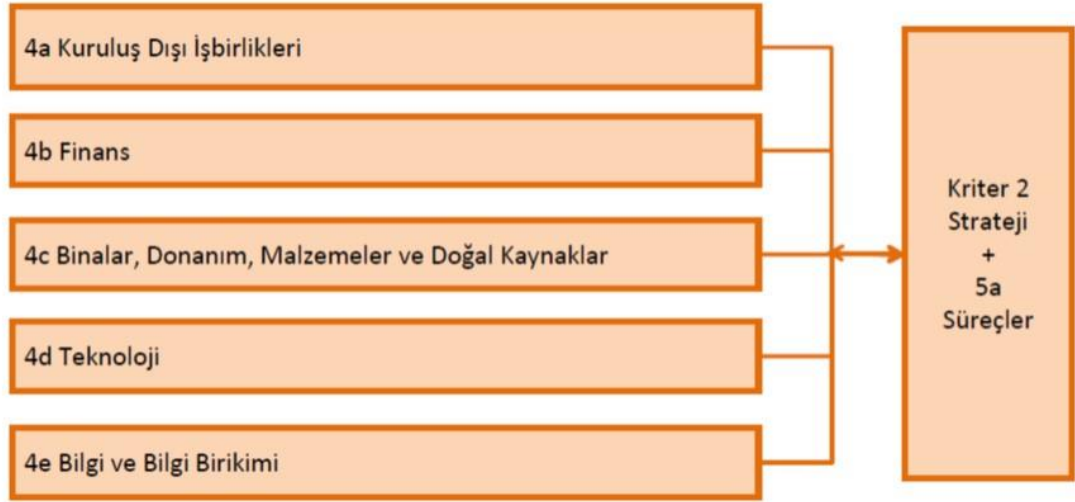 4a Kuruluş Dışı İşbirlikleri
4b Finans
4c Binalar, Donanım, Malzemeler ve Doğal Kaynaklar
4d Teknoloji
4e Bilgi ve Bilgi Birikimi
Kriter 2
Strateji
+
5a
Süreçler